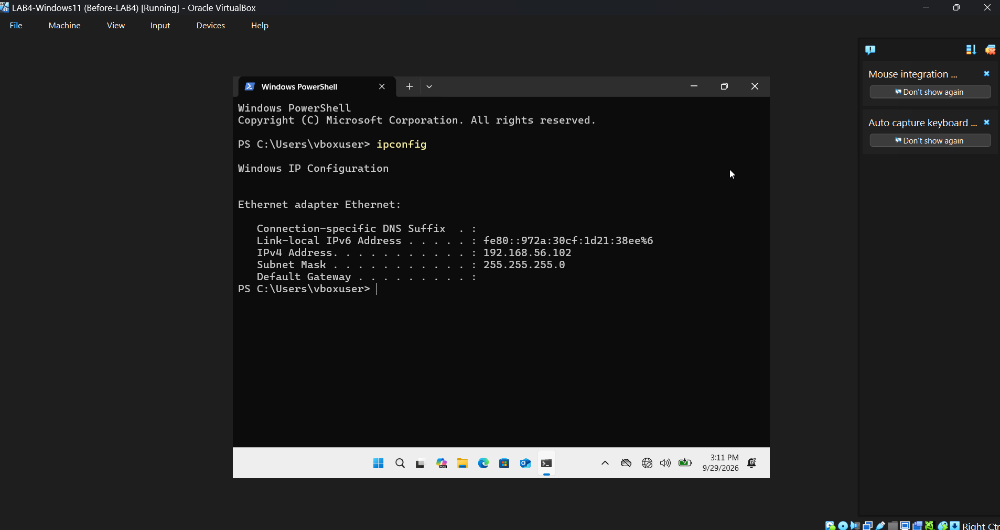 LAB4-Windows11 (Before-LAB4) [Running] - Oracle VirtualBox
File Machine View Input Devices Help
Mouse integration ...
Don't show again
Auto capture keyboard ...
Don't show again
Windows PowerShell
Windows PowerShell
Copyright (C) Microsoft Corporation. All rights reserved.
PS C:\Users\vboxuser> ipconfig
Windows IP Configuration
Ethernet adapter Ethernet:
Connection-specific DNS Suffix  . :
Link-local IPv6 Address . . . . . : fe80::972a:30cf:1d21:38ee%6
IPv4 Address. . . . . . . . . . . : 192.168.56.102
Subnet Mask . . . . . . . . . . . : 255.255.255.0
Default Gateway . . . . . . . . . :
PS C:\Users\vboxuser>
3:11 PM
9/29/2026
Right Ctr